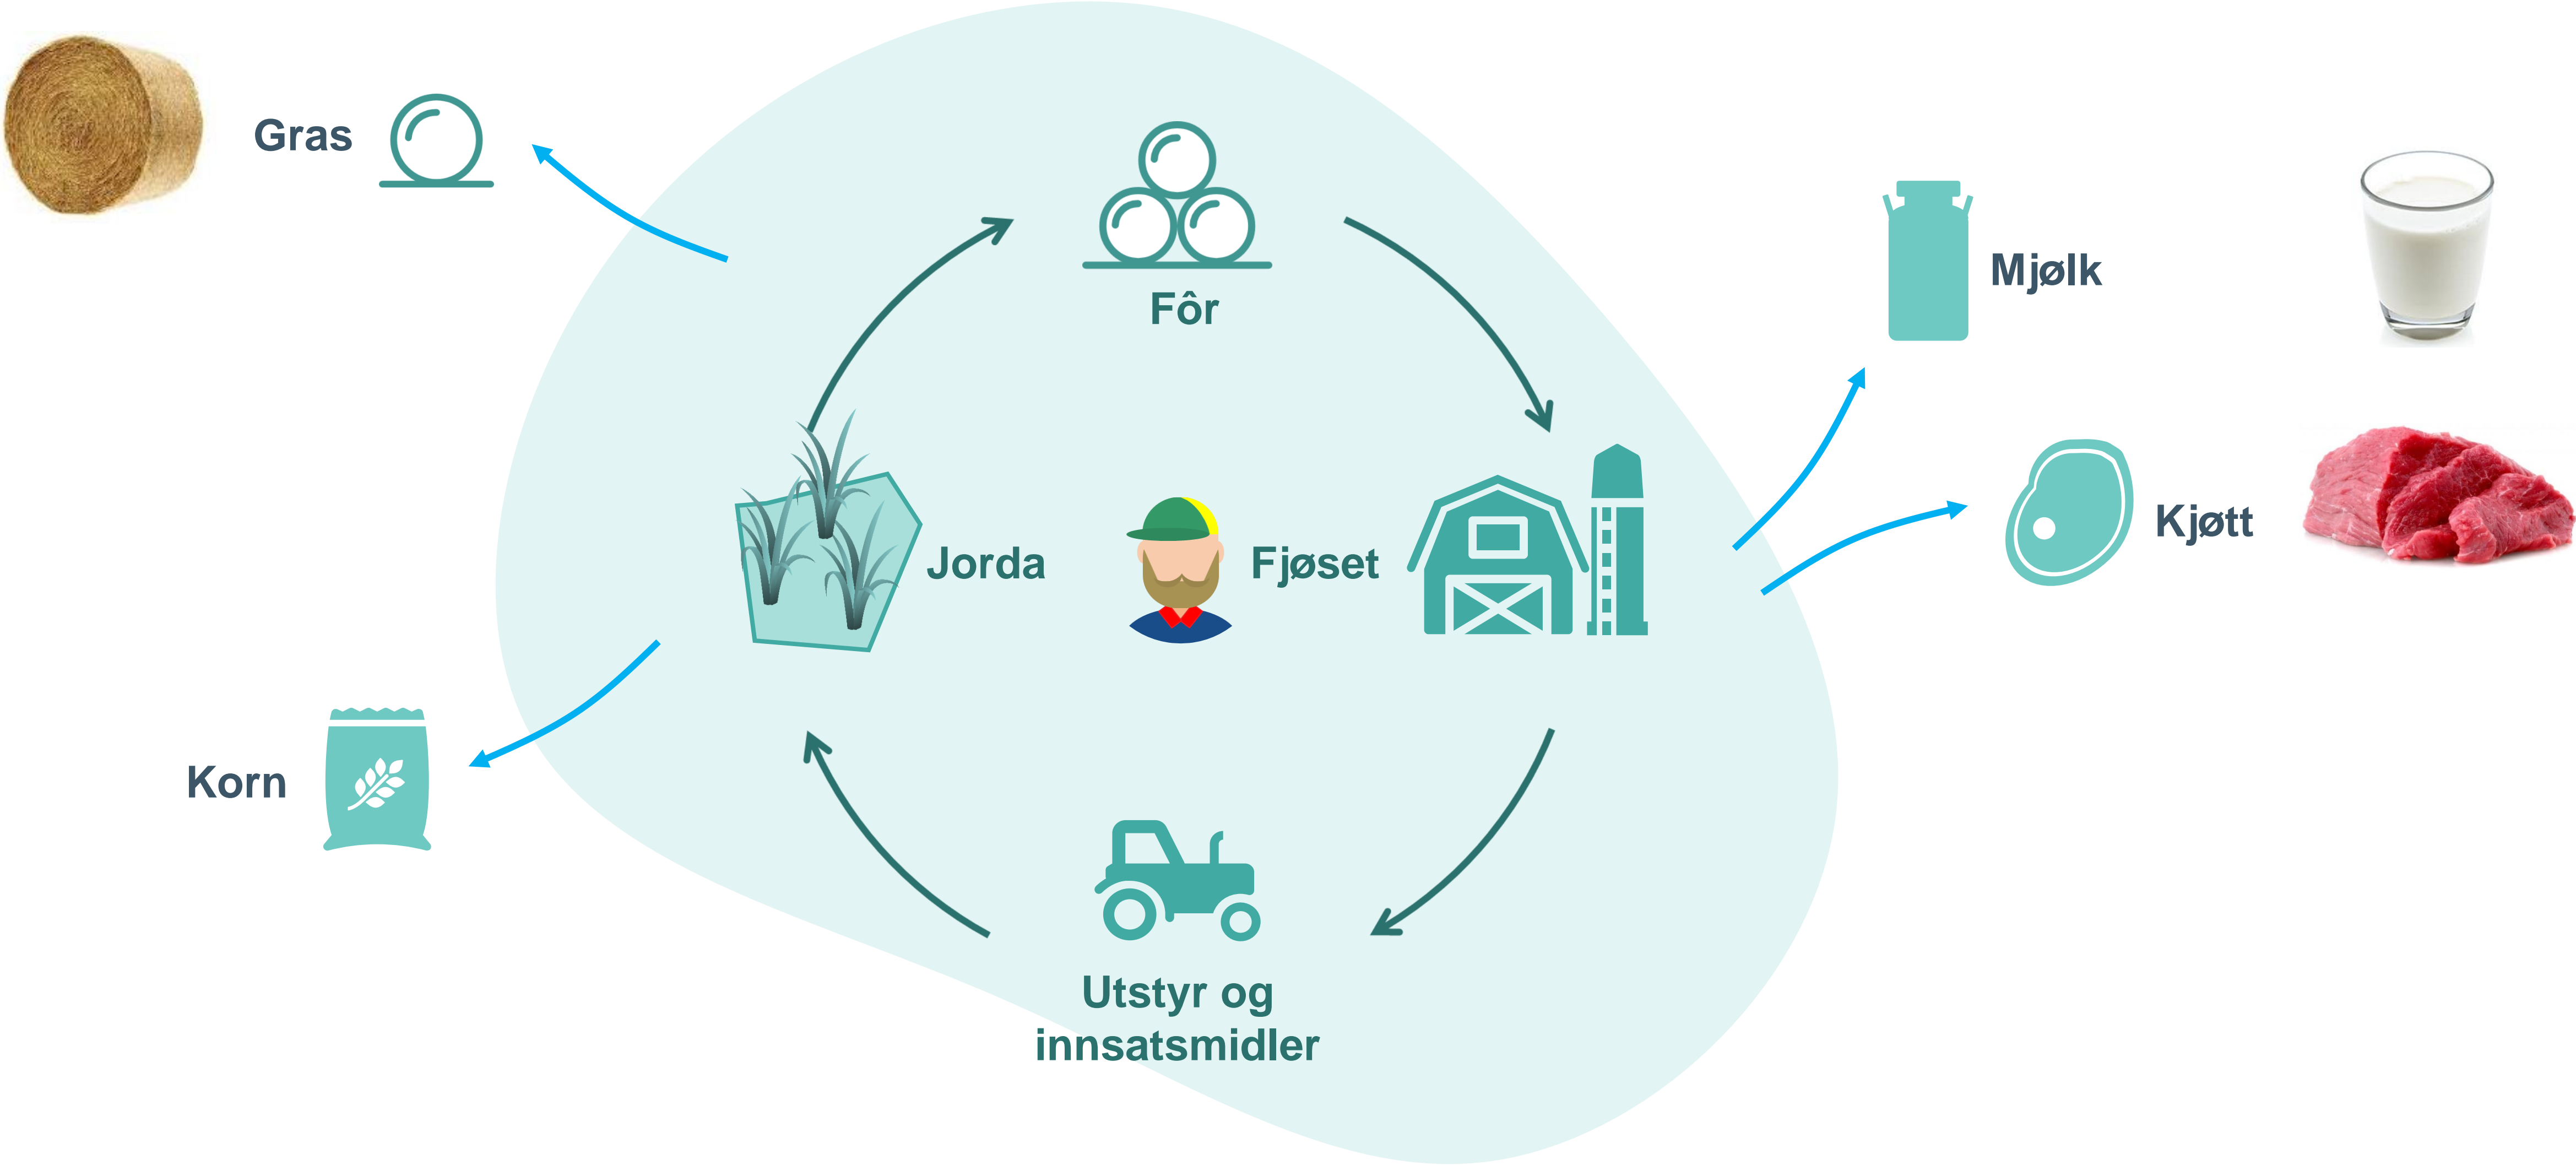 Gras
Fôr
Mjølk
Kjøtt
Jorda
Fjøset
Korn
Utstyr og
innsatsmidler